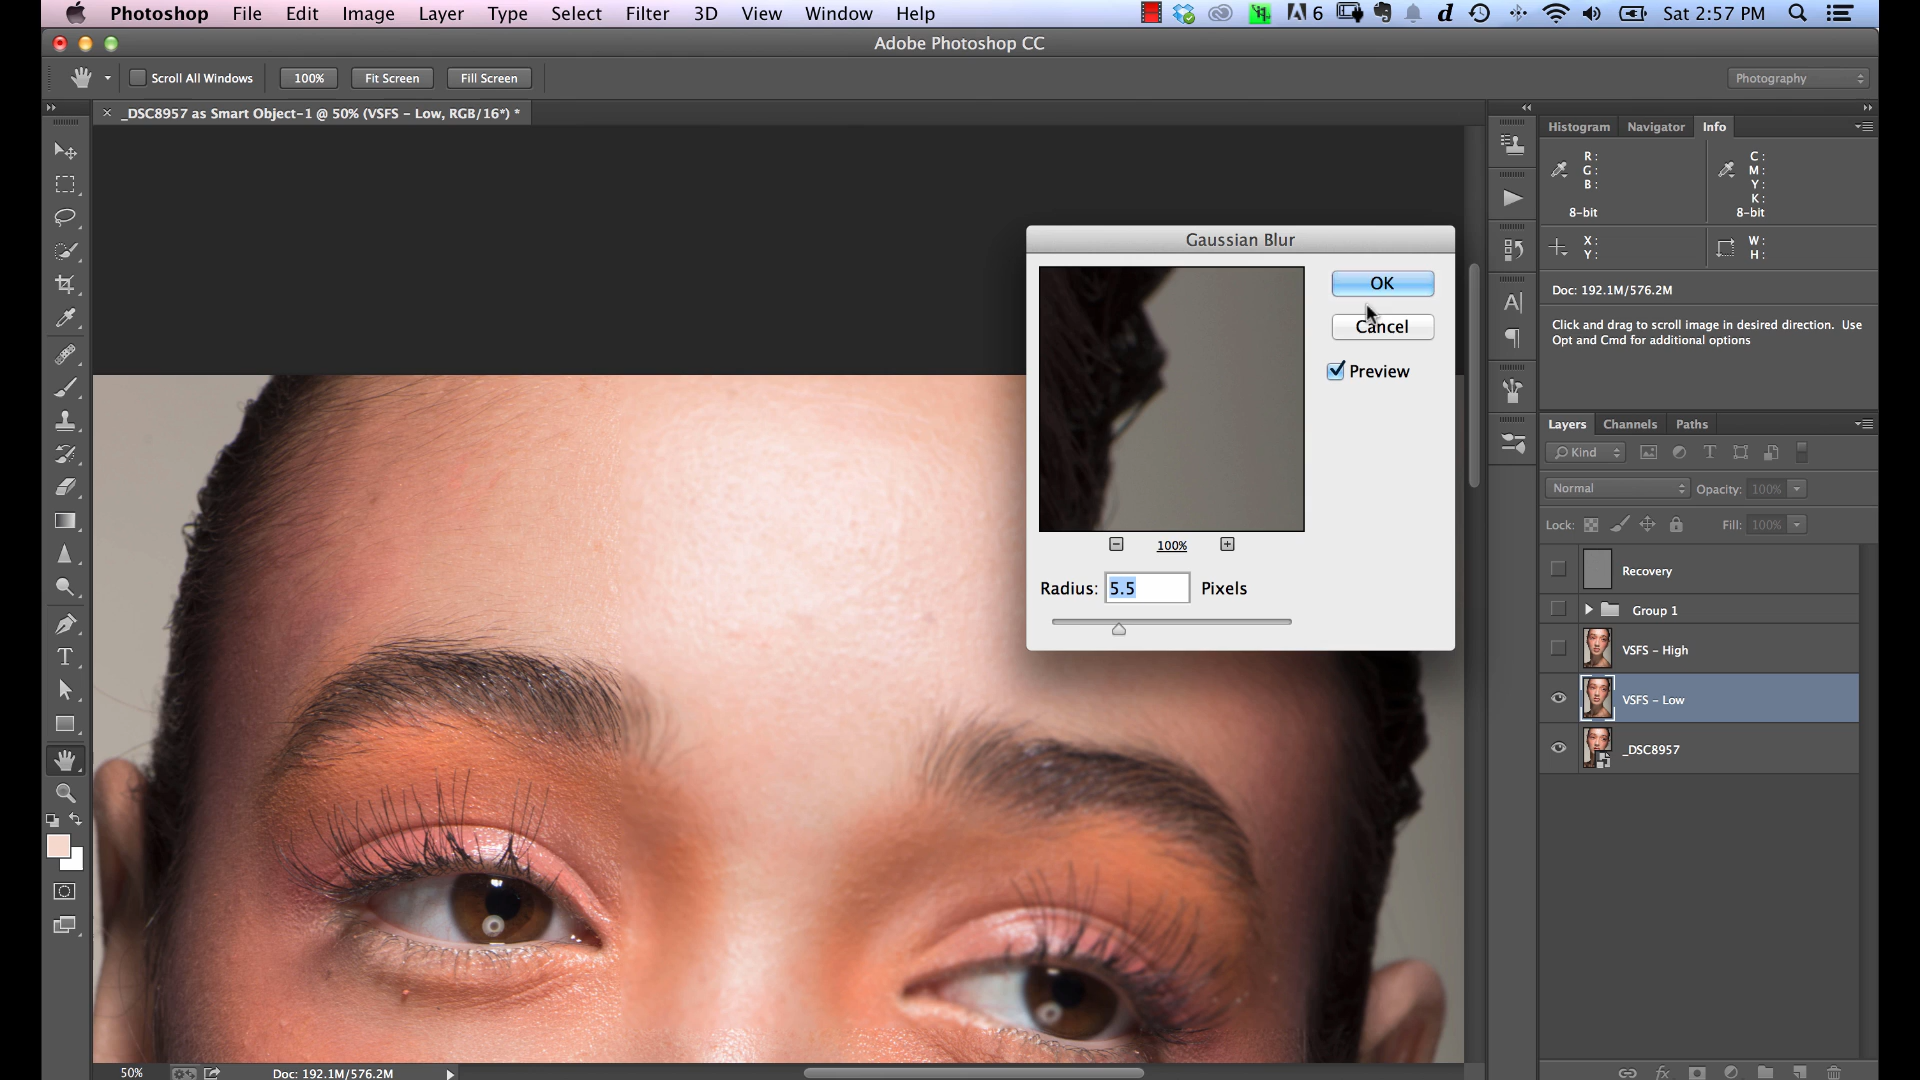 Photoshop File Edit Image Layer Type Select Filter 3D View Window Help 6 d Sat 2:57 PM
Adobe Photoshop CC
Scroll All Windows 100% Fit Screen Fill Screen Photography
× _DSC8957 as Smart Object-1 @ 50% (VSFS - Low, RGB/16*) *
Histogram Navigator Info
R: C:
G: M:
B: Y:
K:
8-bit 8-bit
X: W:
Y: H:
Doc: 192.1M/576.2M
Click and drag to scroll image in desired direction. Use
Opt and Cmd for additional options
Gaussian Blur
OK
Cancel
Preview
100%
Radius: 5.5 Pixels
Layers Channels Paths
Kind
Normal Opacity: 100%
Lock: Fill: 100%
Recovery
Group 1
VSFS - High
VSFS - Low
_DSC8957
50% Doc: 192.1M/576.2M